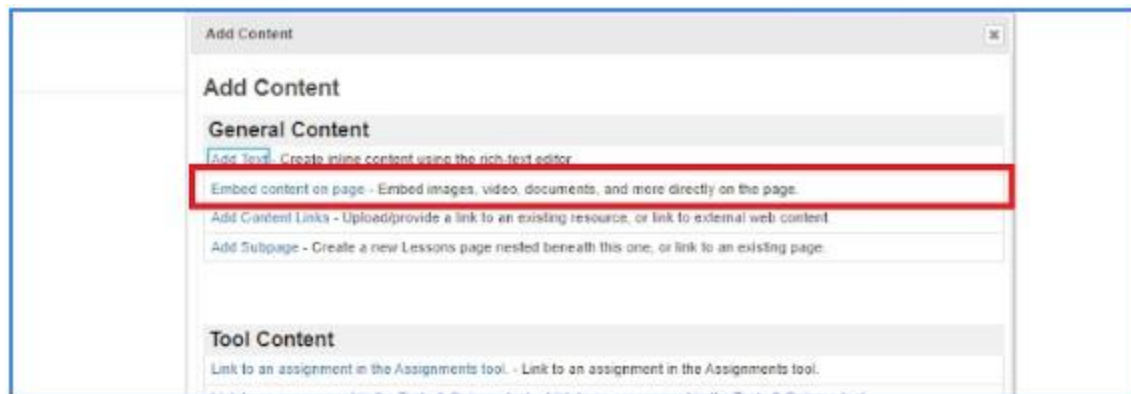 Add Content
Add Content
General Content
Add Text - Create inline content using the rich-text editor
Embed content on page - Embed images, video, documents, and more directly on the page.
Add Content Links - Upload/provide a link to an existing resource, or link to external web content
Add Subpage - Create a new Lessons page nested beneath this one, or link to an existing page.
Tool Content
Link to an assignment in the Assignments tool. - Link to an assignment in the Assignments tool.